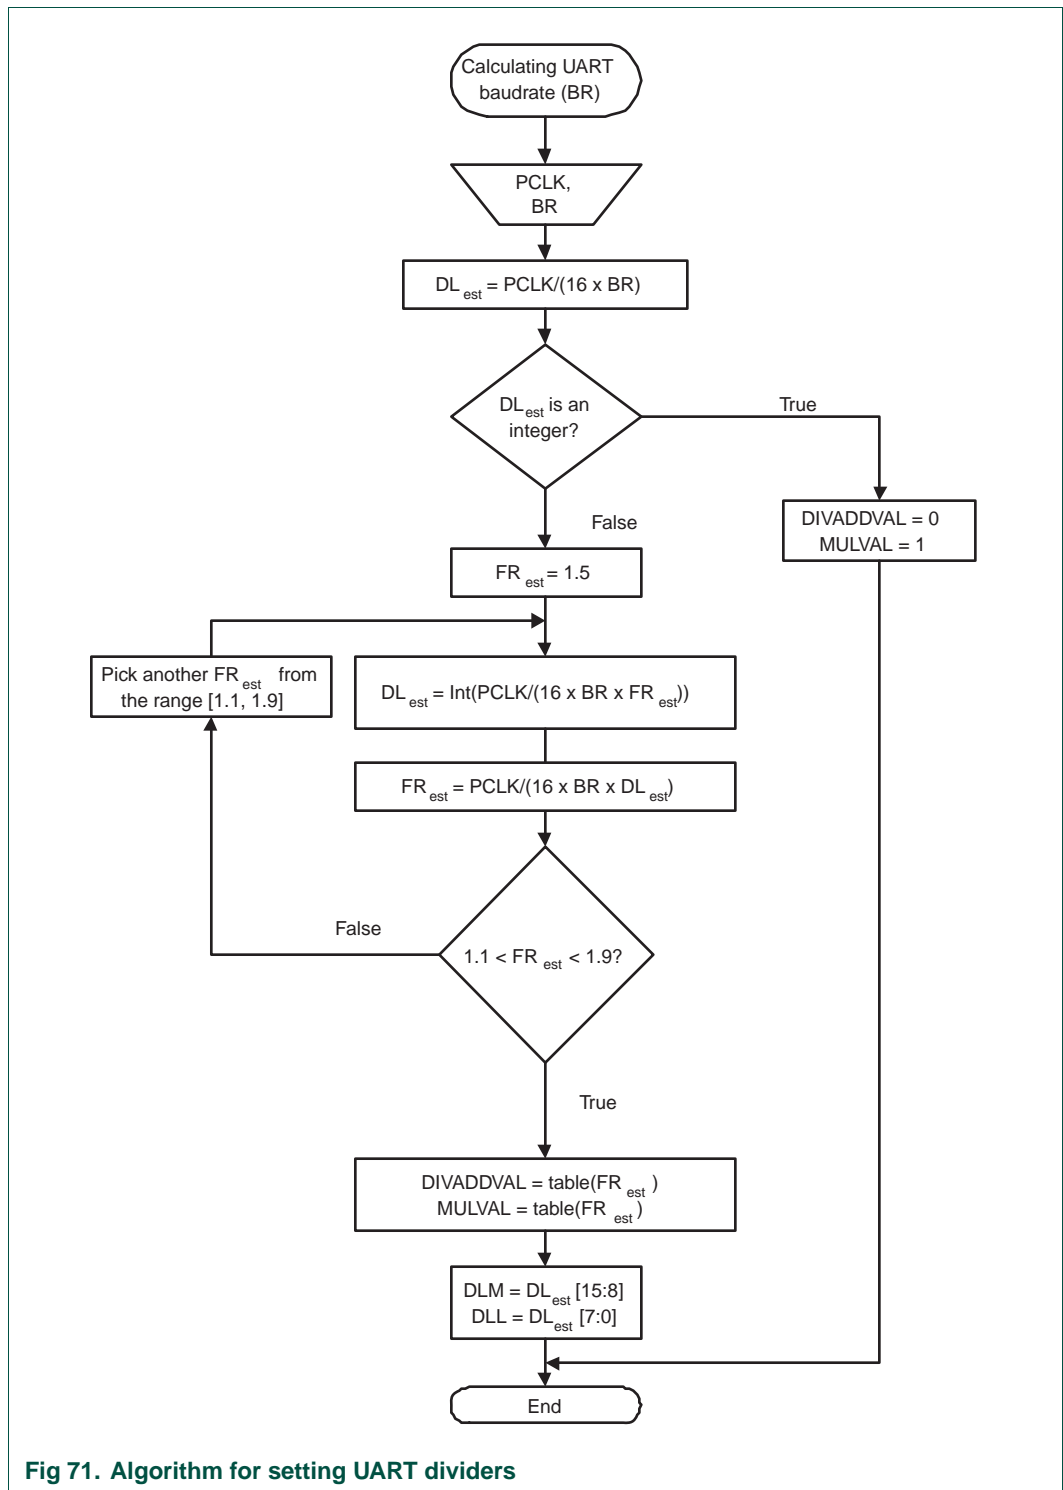 Calculating UART
baudrate (BR)
PCLK,
BR
DL est = PCLK/(16 x BR)
DL est is an
integer?
True
DIVADDVAL = 0
MULVAL = 1
False
FR est = 1.5
Pick another FR est from
the range [1.1, 1.9]
DL est = Int(PCLK/(16 x BR x FR est))
FR est = PCLK/(16 x BR x DL est)
False
1.1 < FR est < 1.9?
True
DIVADDVAL = table(FR est )
MULVAL = table(FR est )
DLM = DL est [15:8]
DLL = DL est [7:0]
End
Fig 71. Algorithm for setting UART dividers